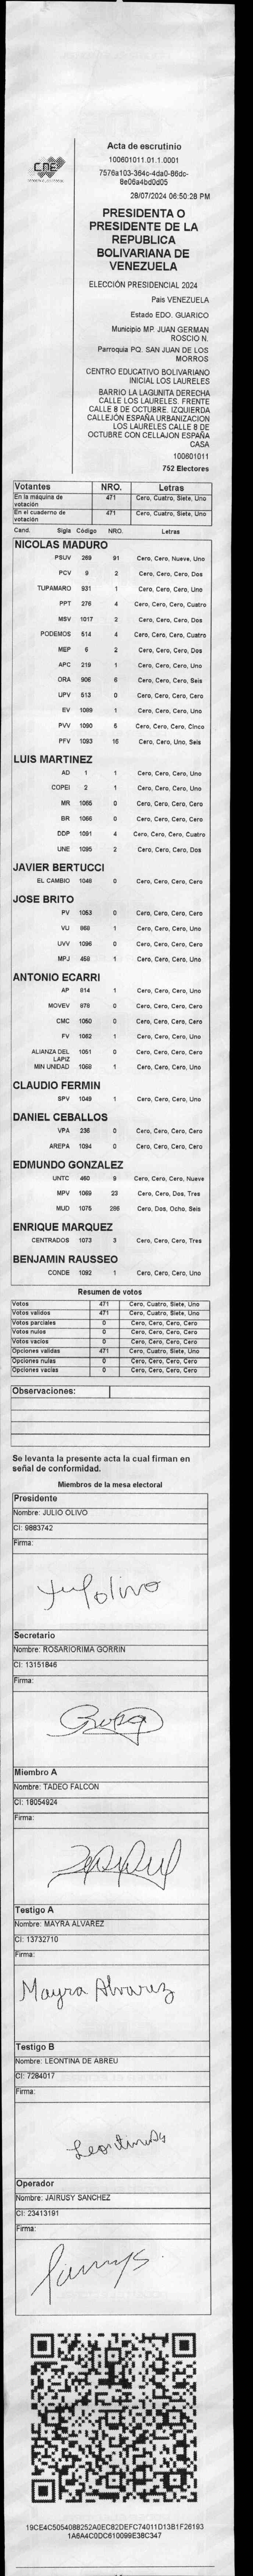 CNE
Acta de escrutinio
100601011.01.1.0001
7576a103-364c-4da0-86dc-
8e06a4bd0d05
28/07/2024 06:50:28 PM
PRESIDENTA O
PRESIDENTE DE LA
REPUBLICA
BOLIVARIANA DE
VENEZUELA
ELECCIÓN PRESIDENCIAL 2024
Pais VENEZUELA
Estado EDO. GUARICO
Municipio MP. JUAN GERMAN
ROSCIO N.
Parroquia PQ. SAN JUAN DE LOS
MORROS
CENTRO EDUCATIVO BOLIVARIANO
INICIAL LOS LAURELES
BARRIO LA LAGUNITA DERECHA
CALLE LOS LAURELES. FRENTE
CALLE 8 DE OCTUBRE. IZQUIERDA
CALLEJON ESPAÑA URBANIZACION
LOS LAURELES CALLE 8 DE
OCTUBRE CON CELLAJON ESPAÑA
CASA
100601011
752 Electores
Votantes NRO. Letras
En la máquina de votación 471 Cero, Cuatro, Siete, Uno
En el cuaderno de votación 471 Cero, Cuatro, Siete, Uno
Cand. Sigla Código NRO. Letras
NICOLAS MADURO
PSUV 269 91 Cero, Cero, Nueve, Uno
PCV 9 2 Cero, Cero, Cero, Dos
TUPAMARO 931 1 Cero, Cero, Cero, Uno
PPT 276 4 Cero, Cero, Cero, Cuatro
MSV 1017 2 Cero, Cero, Cero, Dos
PODEMOS 514 4 Cero, Cero, Cero, Cuatro
MEP 6 2 Cero, Cero, Cero, Dos
APC 219 1 Cero, Cero, Cero, Uno
ORA 906 6 Cero, Cero, Cero, Seis
UPV 513 0 Cero, Cero, Cero, Cero
EV 1089 1 Cero, Cero, Cero, Uno
PVV 1090 5 Cero, Cero, Cero, Cinco
PFV 1093 16 Cero, Cero, Uno, Seis
LUIS MARTINEZ
AD 1 1 Cero, Cero, Cero, Uno
COPEI 2 1 Cero, Cero, Cero, Uno
MR 1065 0 Cero, Cero, Cero, Cero
BR 1066 0 Cero, Cero, Cero, Cero
DDP 1091 4 Cero, Cero, Cero, Cuatro
UNE 1095 2 Cero, Cero, Cero, Dos
JAVIER BERTUCCI
EL CAMBIO 1048 0 Cero, Cero, Cero, Cero
JOSE BRITO
PV 1053 0 Cero, Cero, Cero, Cero
VU 868 1 Cero, Cero, Cero, Uno
UVV 1096 0 Cero, Cero, Cero, Cero
MPJ 458 1 Cero, Cero, Cero, Uno
ANTONIO ECARRI
AP 814 1 Cero, Cero, Cero, Uno
MOVEV 878 0 Cero, Cero, Cero, Cero
CMC 1050 0 Cero, Cero, Cero, Cero
FV 1062 1 Cero, Cero, Cero, Uno
ALIANZA DEL LAPIZ 1051 0 Cero, Cero, Cero, Cero
MIN UNIDAD 1068 1 Cero, Cero, Cero, Uno
CLAUDIO FERMIN
SPV 1049 1 Cero, Cero, Cero, Uno
DANIEL CEBALLOS
VPA 236 0 Cero, Cero, Cero, Cero
AREPA 1094 0 Cero, Cero, Cero, Cero
EDMUNDO GONZALEZ
UNTC 460 9 Cero, Cero, Cero, Nueve
MPV 1069 23 Cero, Cero, Dos, Tres
MUD 1075 286 Cero, Dos, Ocho, Seis
ENRIQUE MARQUEZ
CENTRADOS 1073 3 Cero, Cero, Cero, Tres
BENJAMIN RAUSSEO
CONDE 1092 1 Cero, Cero, Cero, Uno
Resumen de votos
Votos 471 Cero, Cuatro, Siete, Uno
Votos validos 471 Cero, Cuatro, Siete, Uno
Votos parciales 0 Cero, Cero, Cero, Cero
Votos nulos 0 Cero, Cero, Cero, Cero
Votos vacios 0 Cero, Cero, Cero, Cero
Opciones validas 471 Cero, Cuatro, Siete, Uno
Opciones nulas 0 Cero, Cero, Cero, Cero
Opciones vacias 0 Cero, Cero, Cero, Cero
Observaciones:
Se levanta la presente acta la cual firman en
señal de conformidad.
Miembros de la mesa electoral
Presidente
Nombre: JULIO OLIVO
CI: 9883742
Firma:
Secretario
Nombre: ROSARIORIMA GORRIN
CI: 13151846
Firma:
Miembro A
Nombre: TADEO FALCON
CI: 18054924
Firma:
Testigo A
Nombre: MAYRA ALVAREZ
CI: 13732710
Firma:
Mayra Alvarez
Testigo B
Nombre: LEONTINA DE ABREU
CI: 7284017
Firma:
Operador
Nombre: JAIRUSY SANCHEZ
CI: 23413191
Firma:
19CE4C5054088252A0EC82DEFC74011D13B1F26193
1A6A4C0DC610099E38C347